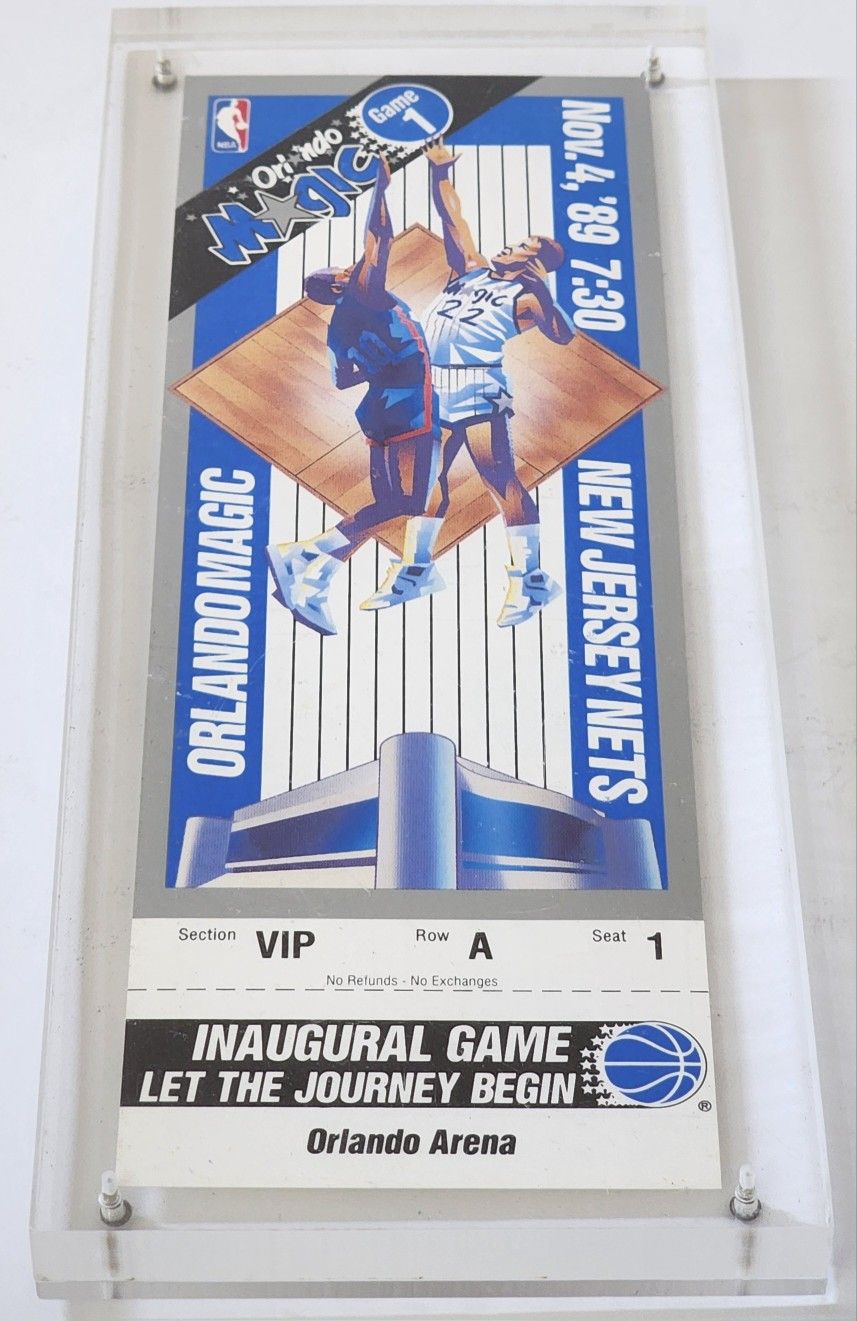 NBA
Orlando
Magic
Game
1
Nov. 4, '89 7:30
MAGIC
22
ORLANDO MAGIC
NEW JERSEY NETS
Section VIP Row A Seat 1
No Refunds - No Exchanges
INAUGURAL GAME
LET THE JOURNEY BEGIN
®
Orlando Arena